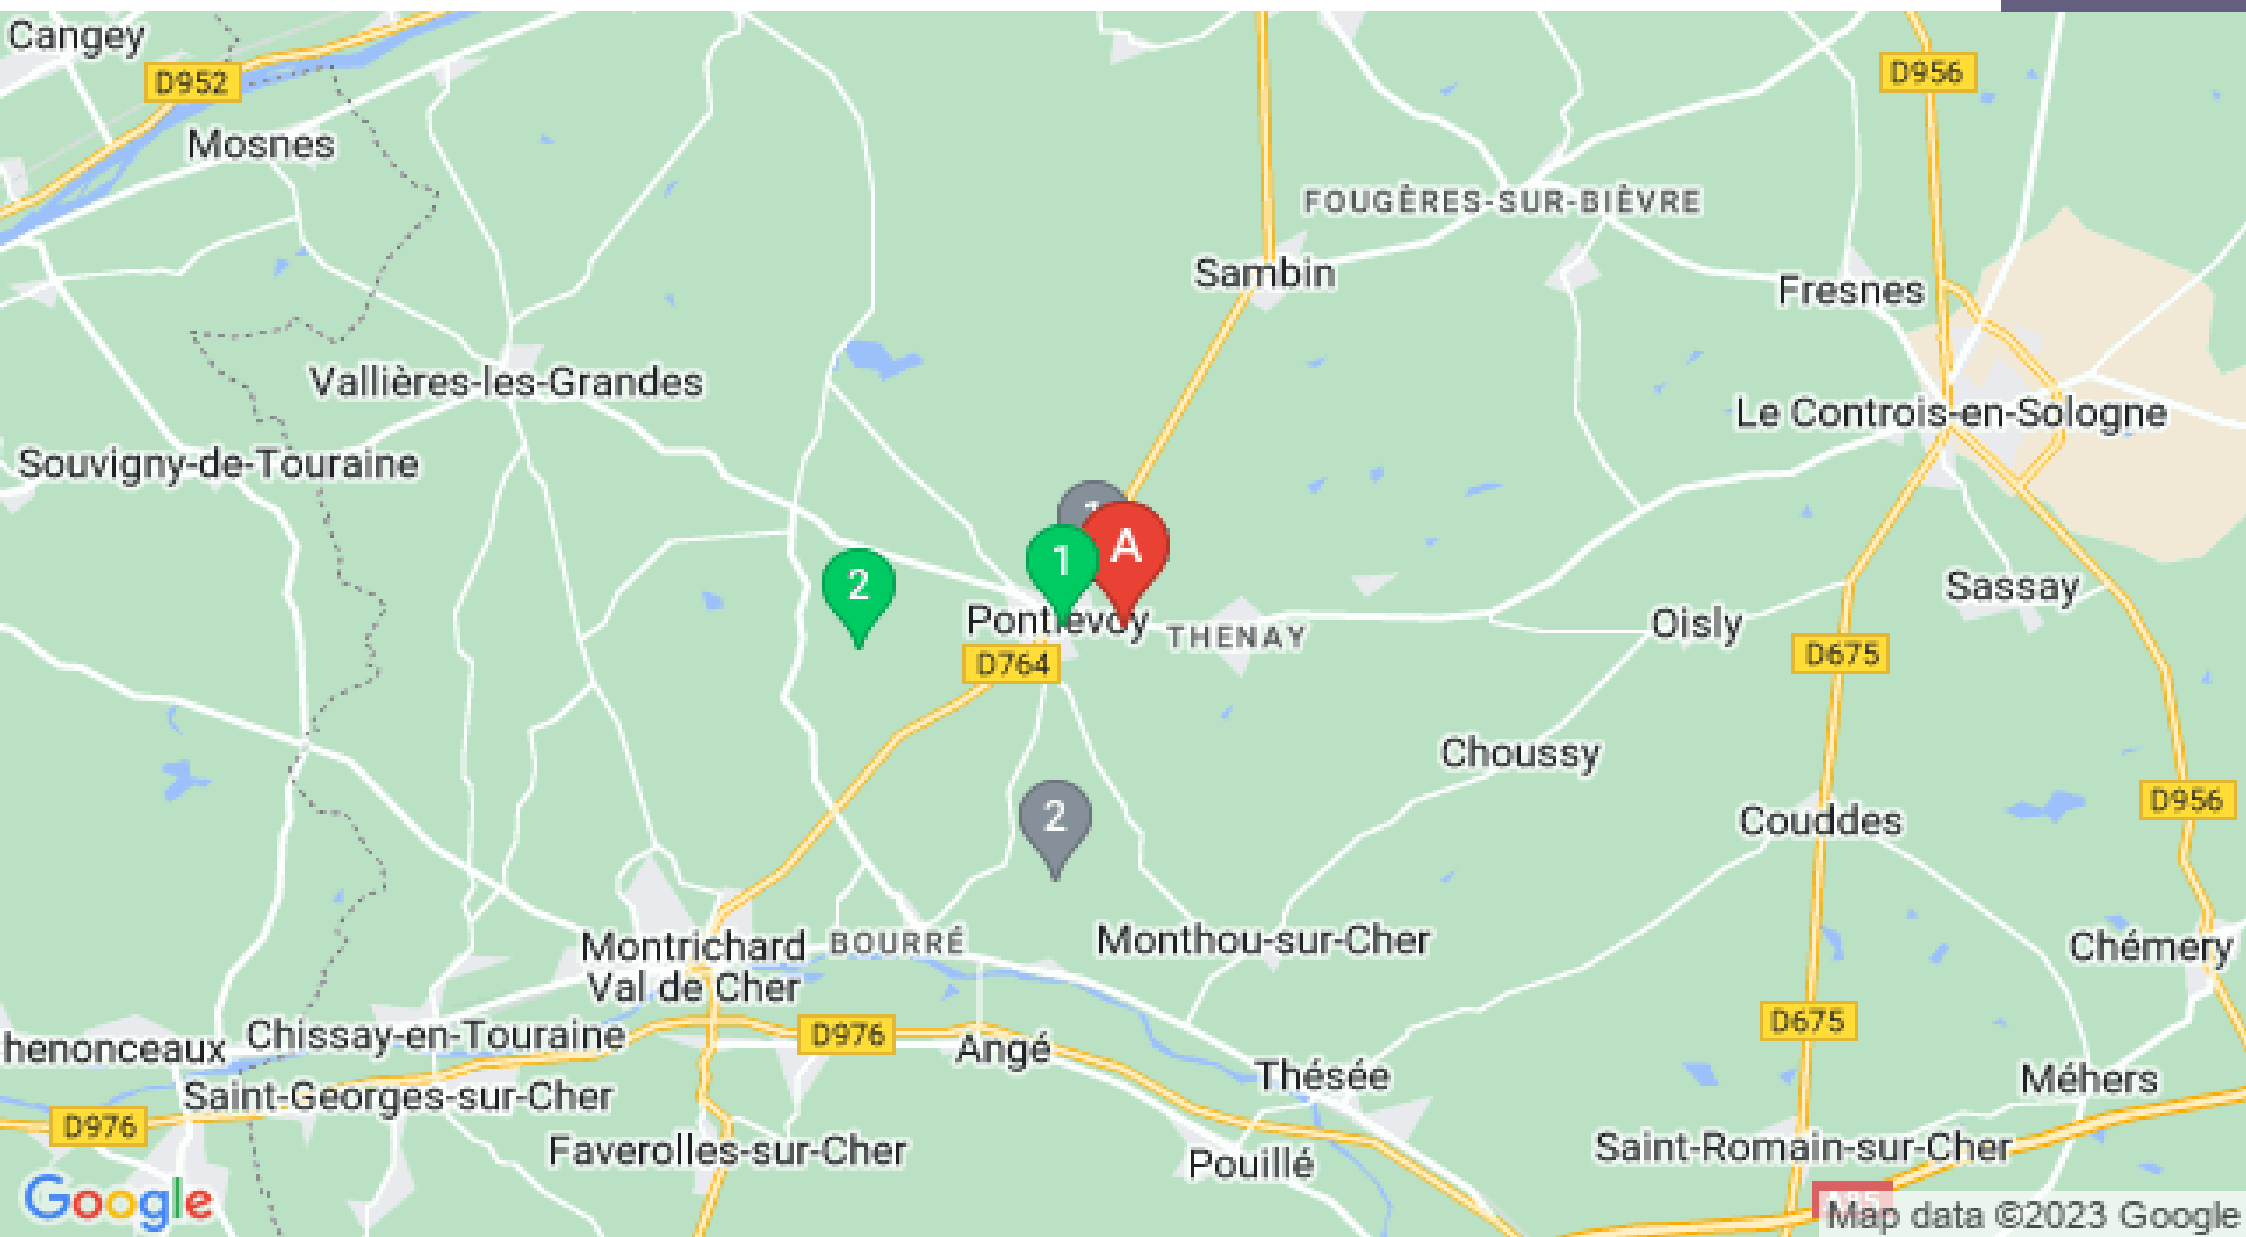 Cangey
D952
D956
Mosnes
FOUGÈRES-SUR-BIÈVRE
Sambin
Fresnes
Vallières-les-Grandes
Le Controis-en-Sologne
Souvigny-de-Touraine
1
A
1
2
Sassay
Pontlevoy
THENAY
Oisly
D764
D675
Choussy
D956
2
Couddes
Montrichard
Val de Cher
BOURRÉ
Monthou-sur-Cher
Chémery
D675
Chissay-en-Touraine
D976
henonceaux
Angé
Thésée
Méhers
Saint-Georges-sur-Cher
D976
Faverolles-sur-Cher
Saint-Romain-sur-Cher
Pouillé
Google
Map data ©2023 Google